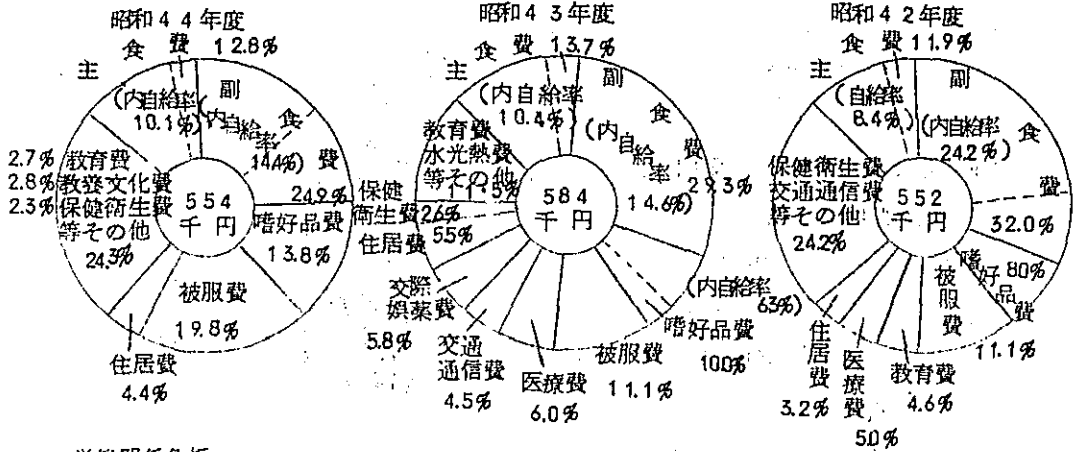 昭和44年度
主食費12.8%
(内自給率
10.1%)
副食費
(内自給率
14.4%)
24.9%
嗜好品費
13.8%
被服費
19.8%
住居費
4.4%
2.7% 教育費
2.8% 教養文化費
2.3% 保健衛生費
等その他
24.3%
554
千円
昭和43年度
主食費13.7%
(内自給率
10.4%)
副食費
(内自給率
14.6%)
29.3%
(内自給率
63%)
嗜好品費
100%
被服費
11.1%
医療費
6.0%
交通
通信費
4.5%
交際
娯楽費
5.8%
住居費 55%
保健
衛生費 26%
教育費
水光熱費
等その他
11.5%
584
千円
昭和42年度
主食費11.9%
(自給率
8.4%)
副食費
(内自給率
24.2%)
32.0%
嗜好品費
80%
被服費
11.1%
教育費
4.6%
医療費
50%
住居費
3.2%
保健衛生費
交通通信費
等その他
24.2%
552
千円